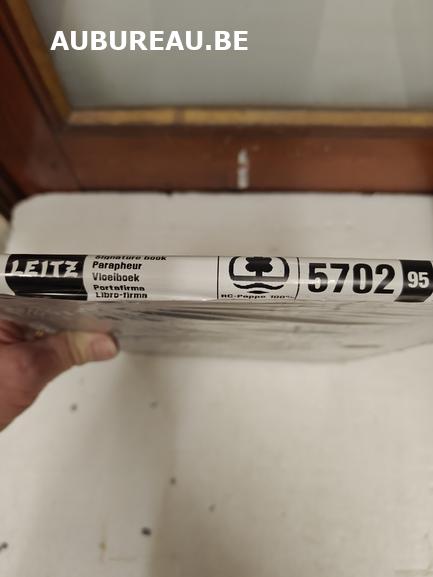 AUBUREAU.BE
LEITZ
Signature book
Parapheur
Vloeiboek
Portafirma
Libro-firma
RC-Pappe 100%
5702
95